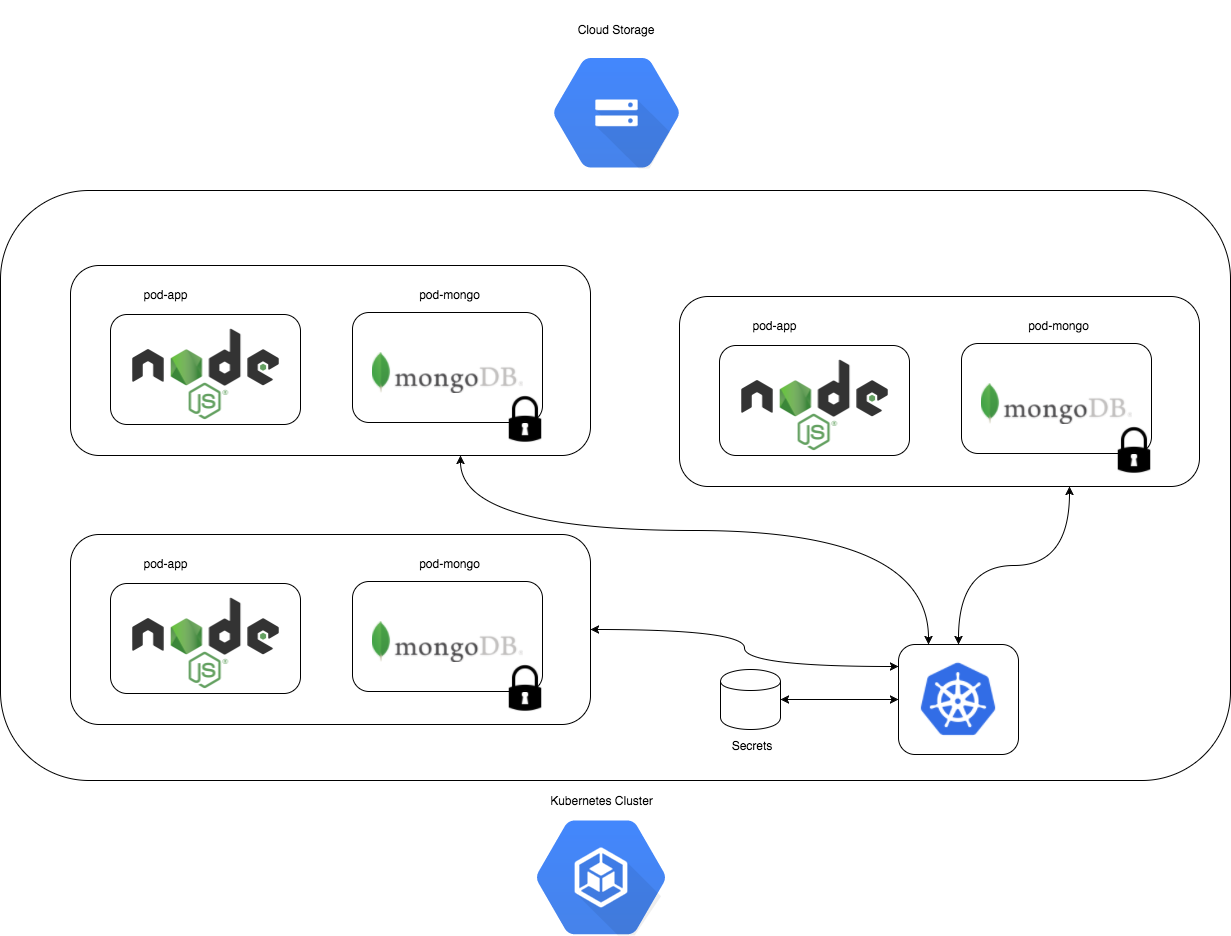 Cloud Storage
pod-app
pod-mongo
node
JS
mongoDB
pod-app
pod-mongo
node
JS
mongoDB
pod-app
pod-mongo
node
JS
mongoDB
Secrets
Kubernetes Cluster